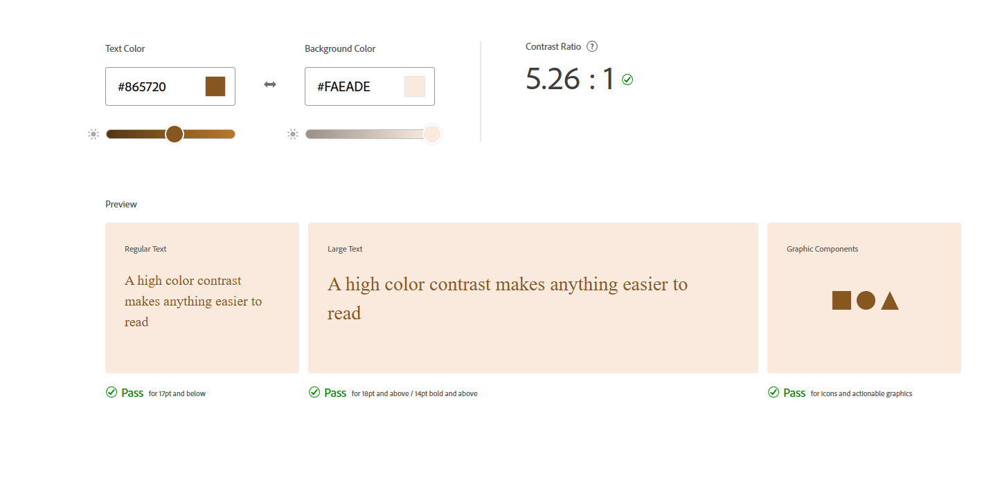 Text Color
Background Color
Contrast Ratio ?
#865720
#FAEADE
5.26 : 1
Preview
Regular Text
A high color contrast
makes anything easier to
read
Large Text
A high color contrast makes anything easier to
read
Graphic Components
Pass for 17pt and below
Pass for 18pt and above / 14pt bold and above
Pass for icons and actionable graphics